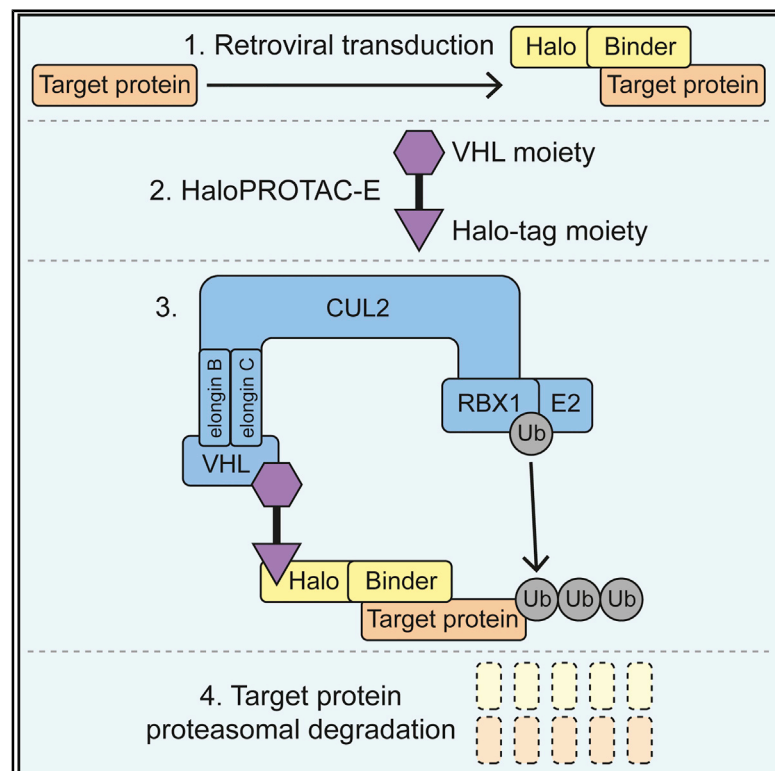 1. Retroviral transduction
Halo Binder
Target protein
Target protein
VHL moiety
2. HaloPROTAC-E
Halo-tag moiety
3.
CUL2
elongin B
elongin C
RBX1 E2
Ub
VHL
Halo Binder
Ub Ub Ub
Target protein
4. Target protein
proteasomal degradation